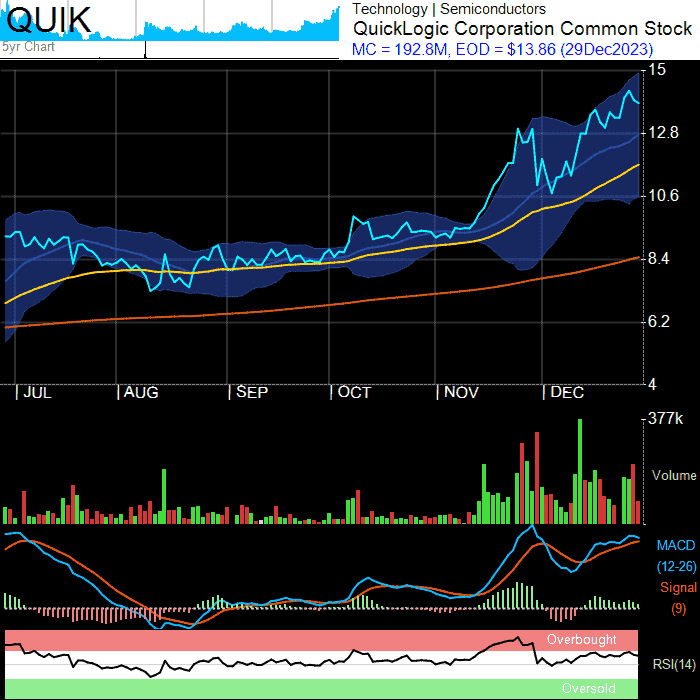 QUIK
5yr Chart
Technology | Semiconductors
QuickLogic Corporation Common Stock
MC = 192.8M, EOD = $13.86 (29Dec2023)
15
12.8
10.6
8.4
6.2
4
| JUL | AUG | SEP | OCT | NOV | DEC
377k
Volume
MACD
(12-26)
Signal
(9)
Overbought
RSI(14)
Oversold